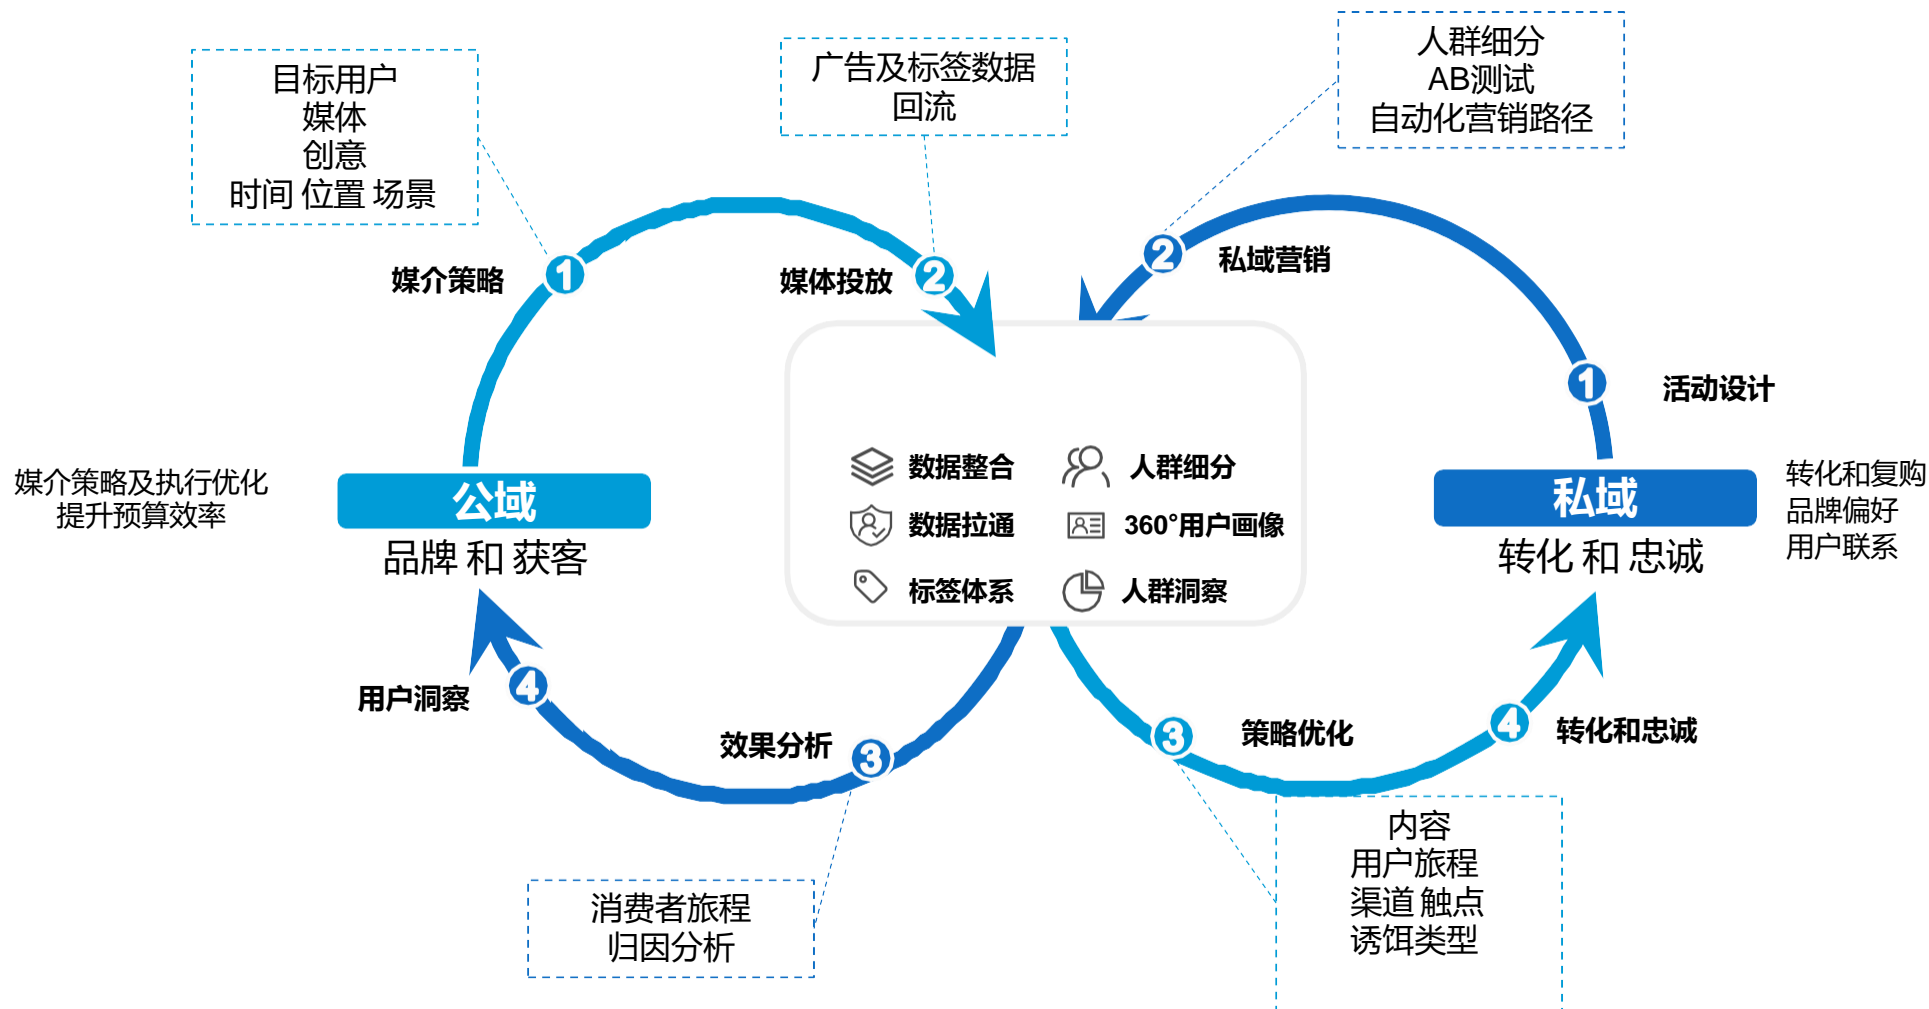 目标用户
媒体
创意
时间 位置 场景
广告及标签数据
回流
人群细分
AB测试
自动化营销路径
媒介策略
1
媒体投放
2
2
私域营销
1
活动设计
媒介策略及执行优化
提升预算效率
公域
品牌 和 获客
数据整合
人群细分
数据拉通
360°用户画像
标签体系
人群洞察
私域
转化 和 忠诚
转化和复购
品牌偏好
用户联系
用户洞察
4
效果分析
3
3
策略优化
4
转化和忠诚
消费者旅程
归因分析
内容
用户旅程
渠道 触点
诱饵类型